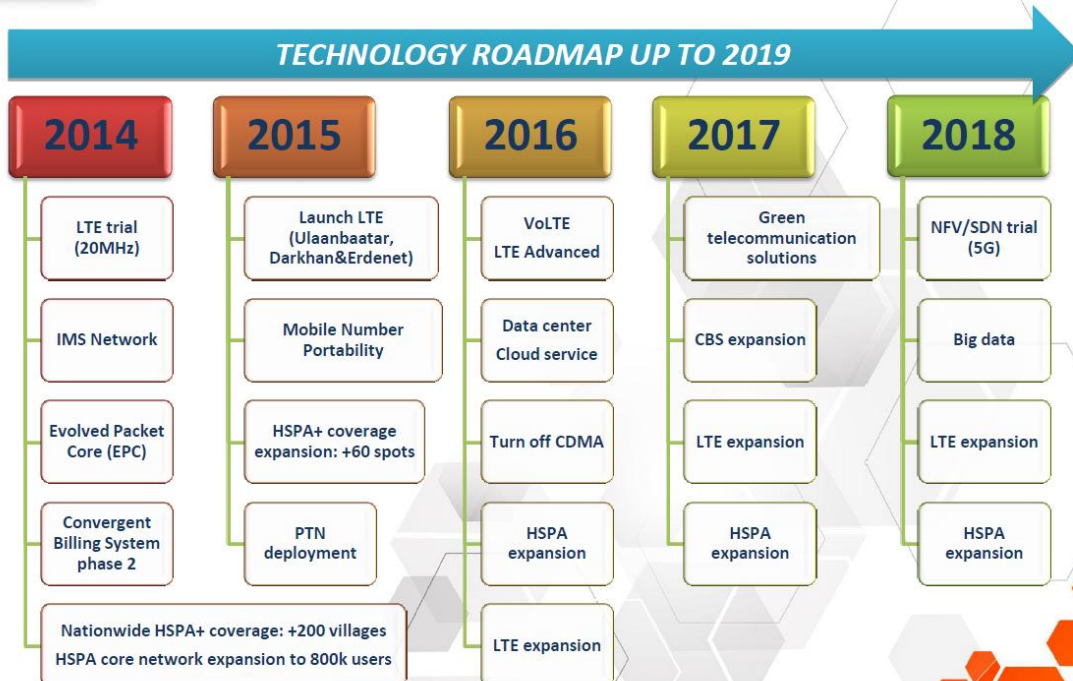 TECHNOLOGY ROADMAP UP TO 2019
2014
LTE trial
(20MHz)
IMS Network
Evolved Packet
Core (EPC)
Convergent
Billing System
phase 2
Nationwide HSPA+ coverage: +200 villages
HSPA core network expansion to 800k users
2015
Launch LTE
(Ulaanbaatar,
Darkhan&Erdenet)
Mobile Number
Portability
HSPA+ coverage
expansion: +60 spots
PTN
deployment
2016
VoLTE
LTE Advanced
Data center
Cloud service
Turn off CDMA
HSPA
expansion
LTE expansion
2017
Green
telecommunication
solutions
CBS expansion
LTE expansion
HSPA
expansion
2018
NFV/SDN trial
(5G)
Big data
LTE expansion
HSPA
expansion